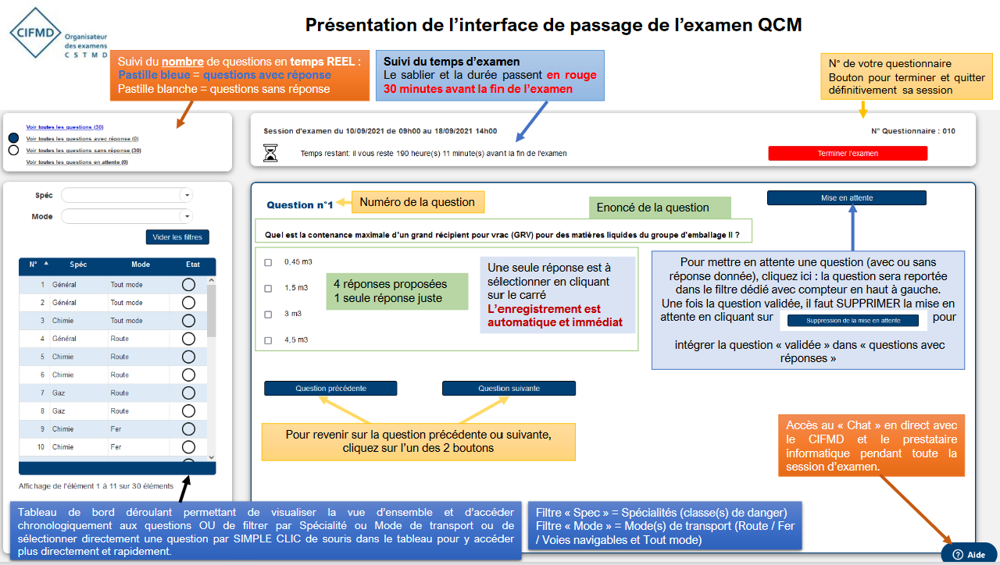 CIFMD
Organisateur
des examens
C S T M D
Présentation de l’interface de passage de l’examen QCM
Suivi du nombre de questions en temps REEL :
Pastille bleue = questions avec réponse
Pastille blanche = questions sans réponse
Suivi du temps d’examen
Le sablier et la durée passent en rouge
30 minutes avant la fin de l’examen
N° de votre questionnaire
Bouton pour terminer et quitter
définitivement sa session
Voir toutes les questions (30)
Voir toutes les questions avec réponse (0)
Voir toutes les questions sans réponse (30)
Voir toutes les questions en attente (0)
Session d'examen du 10/09/2021 de 09h00 au 18/09/2021 14h00
N° Questionnaire : 010
Temps restant: il vous reste 190 heure(s) 11 minute(s) avant la fin de l'examen
Terminer l'examen
Spéc
Mode
Vider les filtres
N° Spéc Mode Etat
1 Général Tout mode
2 Général Tout mode
3 Chimie Tout mode
4 Général Route
5 Chimie Route
6 Chimie Route
7 Gaz Route
8 Gaz Route
9 Chimie Fer
10 Chimie Fer
Affichage de l'élément 1 à 11 sur 30 éléments
Question n°1
Numéro de la question
Enoncé de la question
Mise en attente
Quel est la contenance maximale d'un grand récipient pour vrac (GRV) pour des matières liquides du groupe d'emballage II ?
0,45 m3
1,5 m3
3 m3
4,5 m3
4 réponses proposées
1 seule réponse juste
Une seule réponse est à
sélectionner en cliquant
sur le carré
L’enregistrement est
automatique et immédiat
Pour mettre en attente une question (avec ou sans
réponse donnée), cliquez ici : la question sera reportée
dans le filtre dédié avec compteur en haut à gauche.
Une fois la question validée, il faut SUPPRIMER la mise en
attente en cliquant sur Suppression de la mise en attente pour
intégrer la question « validée » dans « questions avec
réponses »
Question précédente
Question suivante
Pour revenir sur la question précédente ou suivante,
cliquez sur l’un des 2 boutons
Accès au « Chat » en direct avec
le CIFMD et le prestataire
informatique pendant toute la
session d’examen.
Tableau de bord déroulant permettant de visualiser la vue d’ensemble et d’accéder
chronologiquement aux questions OU de filtrer par Spécialité ou Mode de transport ou de
sélectionner directement une question par SIMPLE CLIC de souris dans le tableau pour y accéder
plus directement et rapidement.
Filtre « Spec » = Spécialités (classe(s) de danger)
Filtre « Mode » = Mode(s) de transport (Route / Fer
/ Voies navigables et Tout mode)
Aide